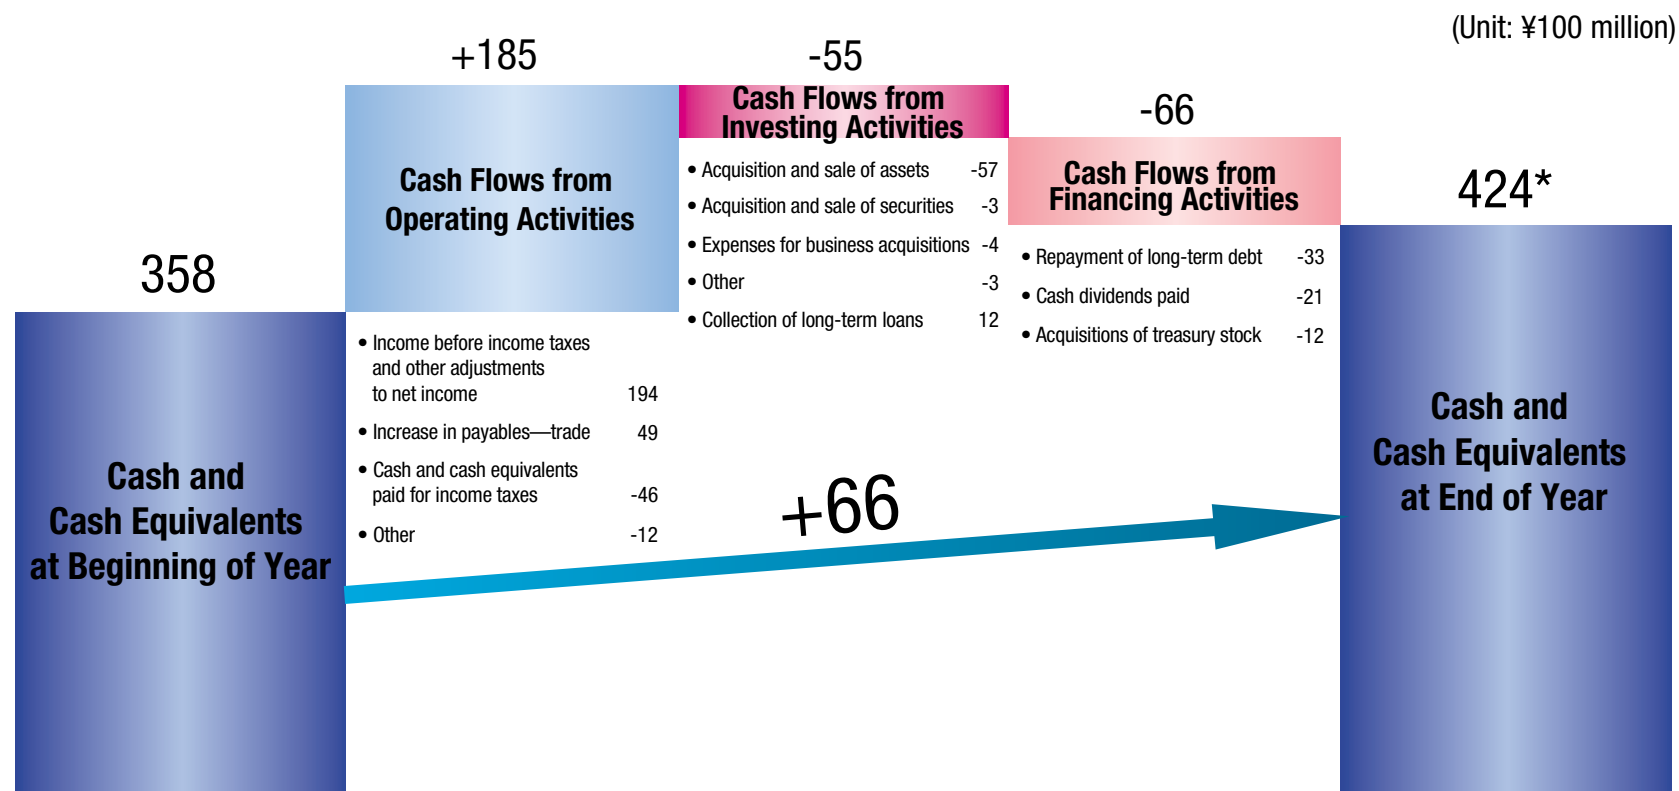 (Unit: ¥100 million)
358
Cash and
Cash Equivalents
at Beginning of Year
+185
Cash Flows from
Operating Activities
• Income before income taxes
and other adjustments
to net income 194
• Increase in payables—trade 49
• Cash and cash equivalents
paid for income taxes -46
• Other -12
-55
Cash Flows from
Investing Activities
• Acquisition and sale of assets -57
• Acquisition and sale of securities -3
• Expenses for business acquisitions -4
• Other -3
• Collection of long-term loans 12
-66
Cash Flows from
Financing Activities
• Repayment of long-term debt -33
• Cash dividends paid -21
• Acquisitions of treasury stock -12
+66
424*
Cash and
Cash Equivalents
at End of Year